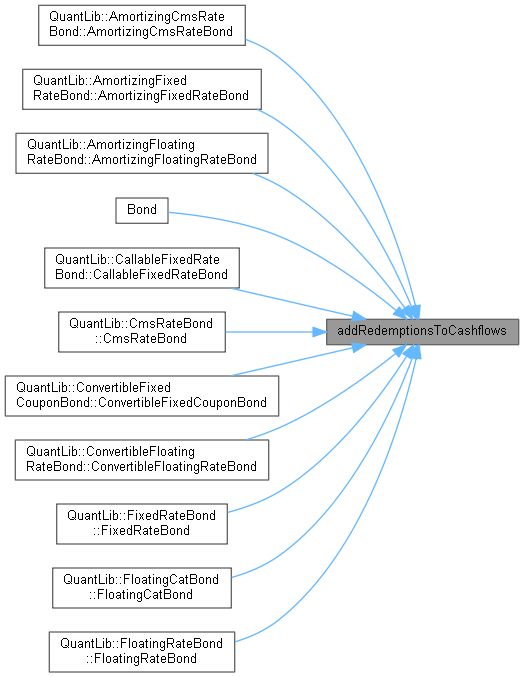 QuantLib::AmortizingCmsRate
Bond::AmortizingCmsRateBond
QuantLib::AmortizingFixed
RateBond::AmortizingFixedRateBond
QuantLib::AmortizingFloating
RateBond::AmortizingFloatingRateBond
Bond
QuantLib::CallableFixedRate
Bond::CallableFixedRateBond
QuantLib::CmsRateBond
::CmsRateBond
addRedemptionsToCashflows
QuantLib::ConvertibleFixed
CouponBond::ConvertibleFixedCouponBond
QuantLib::ConvertibleFloating
RateBond::ConvertibleFloatingRateBond
QuantLib::FixedRateBond
::FixedRateBond
QuantLib::FloatingCatBond
::FloatingCatBond
QuantLib::FloatingRateBond
::FloatingRateBond